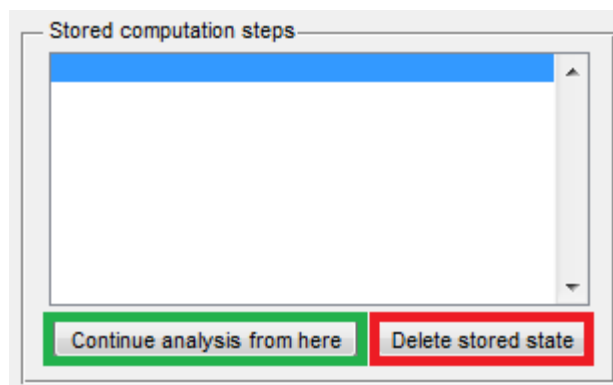 Stored computation steps
Continue analysis from here
Delete stored state